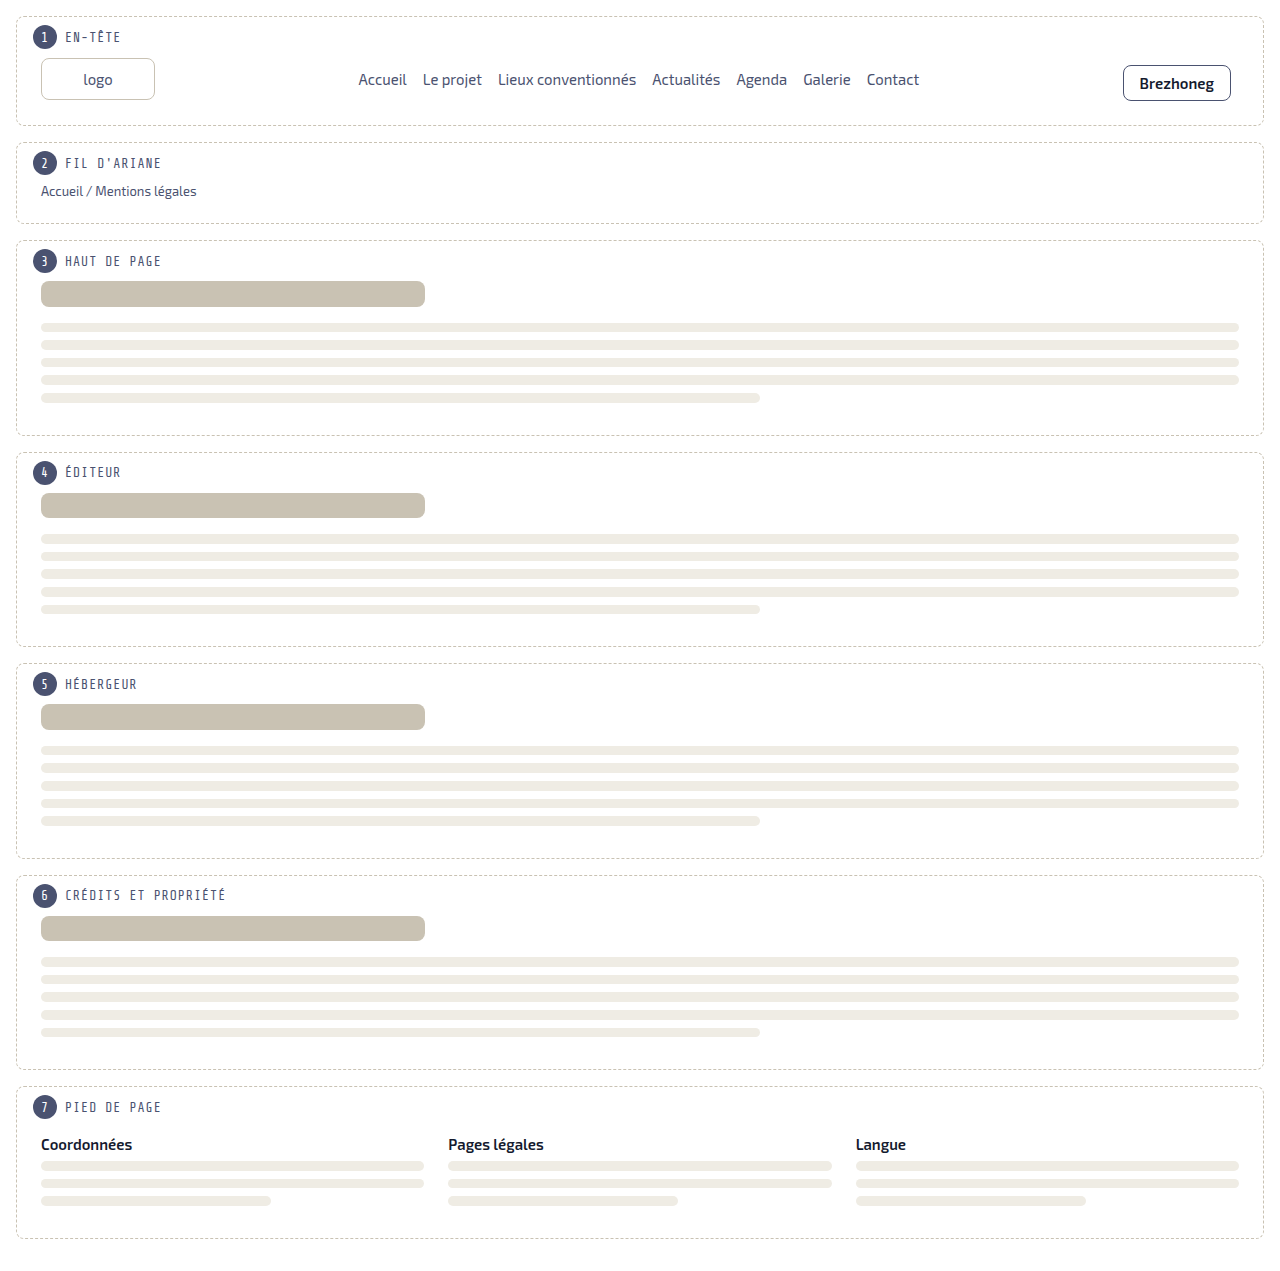 1 EN-TÊTE
logo Accueil Le projet Lieux conventionnés Actualités Agenda Galerie Contact Brezhoneg
2 FIL D'ARIANE
Accueil / Mentions légales
3 HAUT DE PAGE
4 ÉDITEUR
5 HÉBERGEUR
6 CRÉDITS ET PROPRIÉTÉ
7 PIED DE PAGE
Coordonnées Pages légales Langue